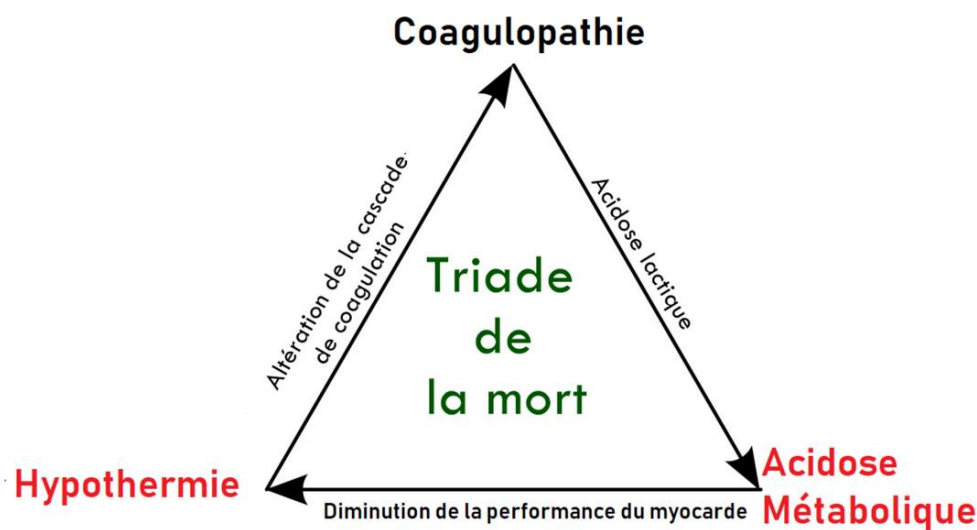 Coagulopathie
Altération de la cascade
de coagulation
Acidose lactique
Triade
de
la mort
Hypothermie
Acidose
Métabolique
Diminution de la performance du myocarde